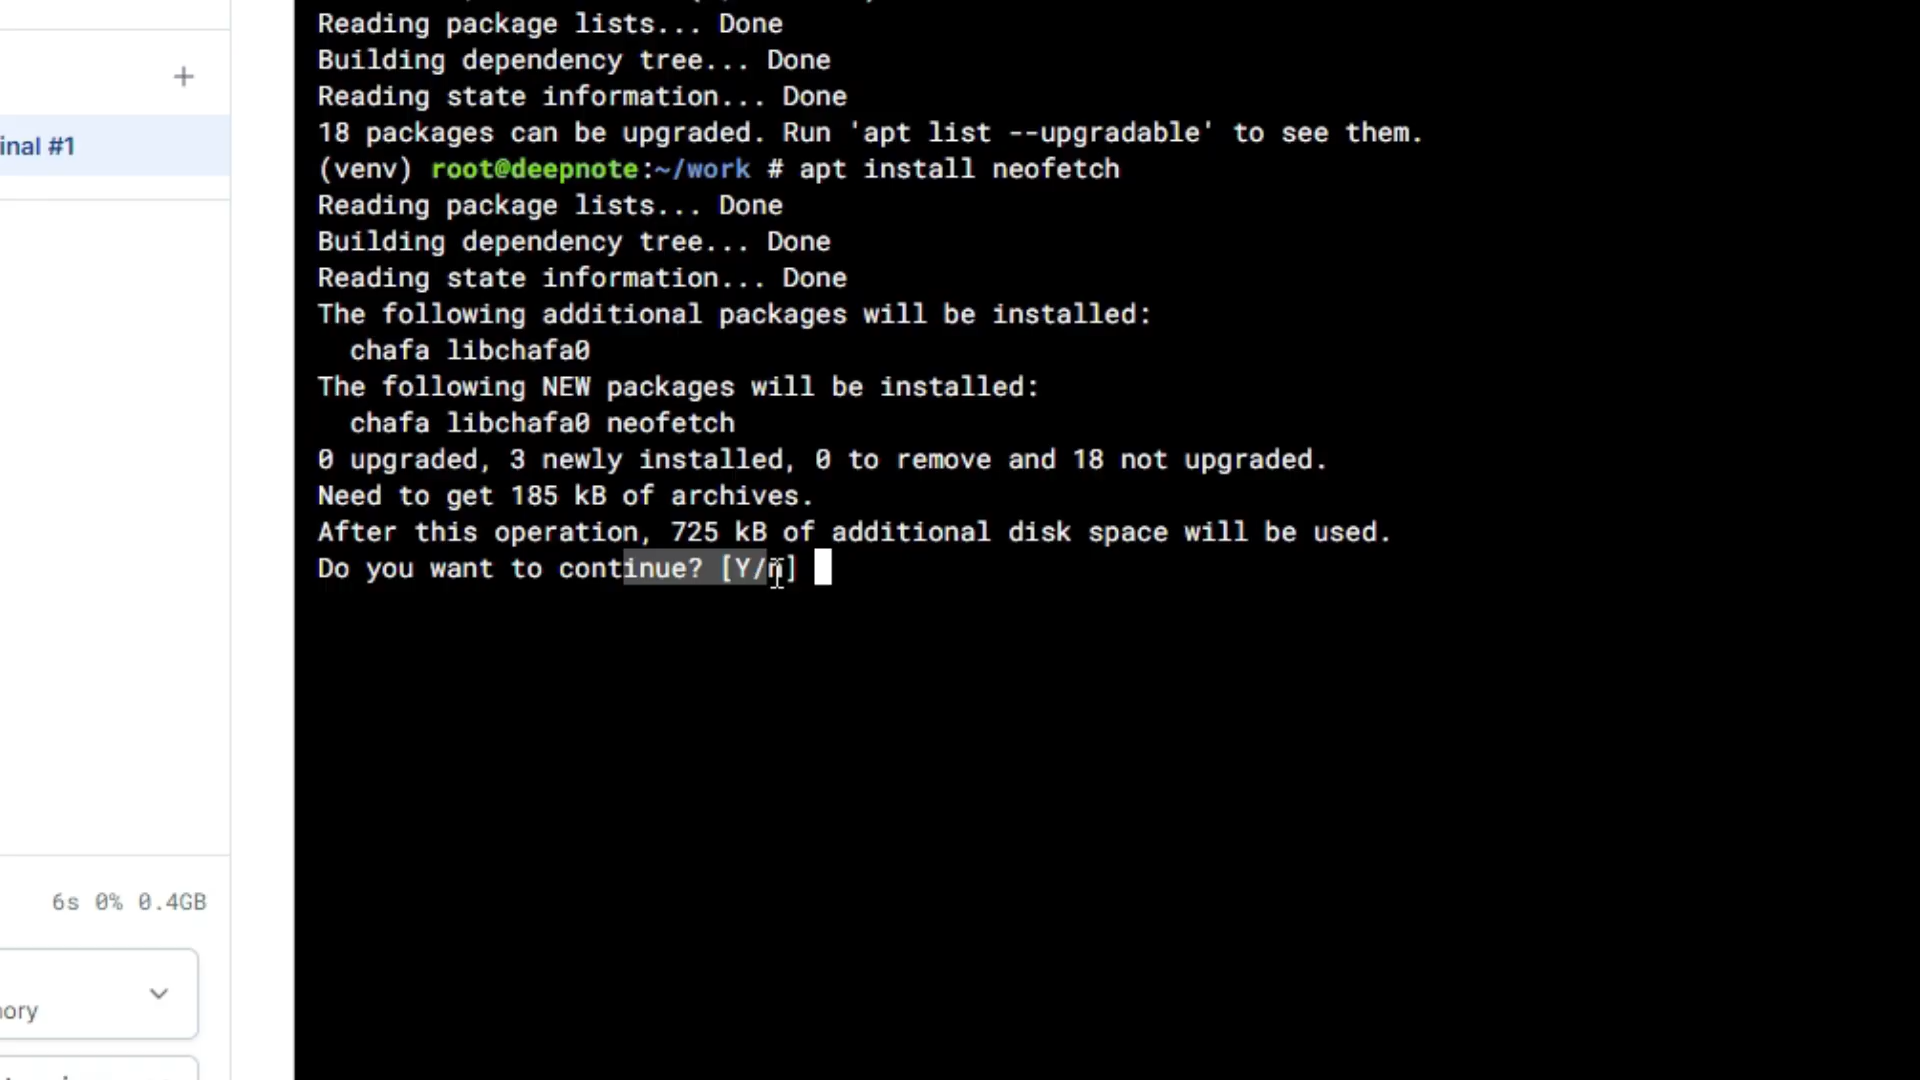 Reading package lists... Done
Building dependency tree... Done
Reading state information... Done
18 packages can be upgraded. Run 'apt list --upgradable' to see them.
(venv) root@deepnote:~/work # apt install neofetch
Reading package lists... Done
Building dependency tree... Done
Reading state information... Done
The following additional packages will be installed:
  chafa libchafa0
The following NEW packages will be installed:
  chafa libchafa0 neofetch
0 upgraded, 3 newly installed, 0 to remove and 18 not upgraded.
Need to get 185 kB of archives.
After this operation, 725 kB of additional disk space will be used.
Do you want to continue? [Y/n]
+
inal #1
6s 0% 0.4GB
ory